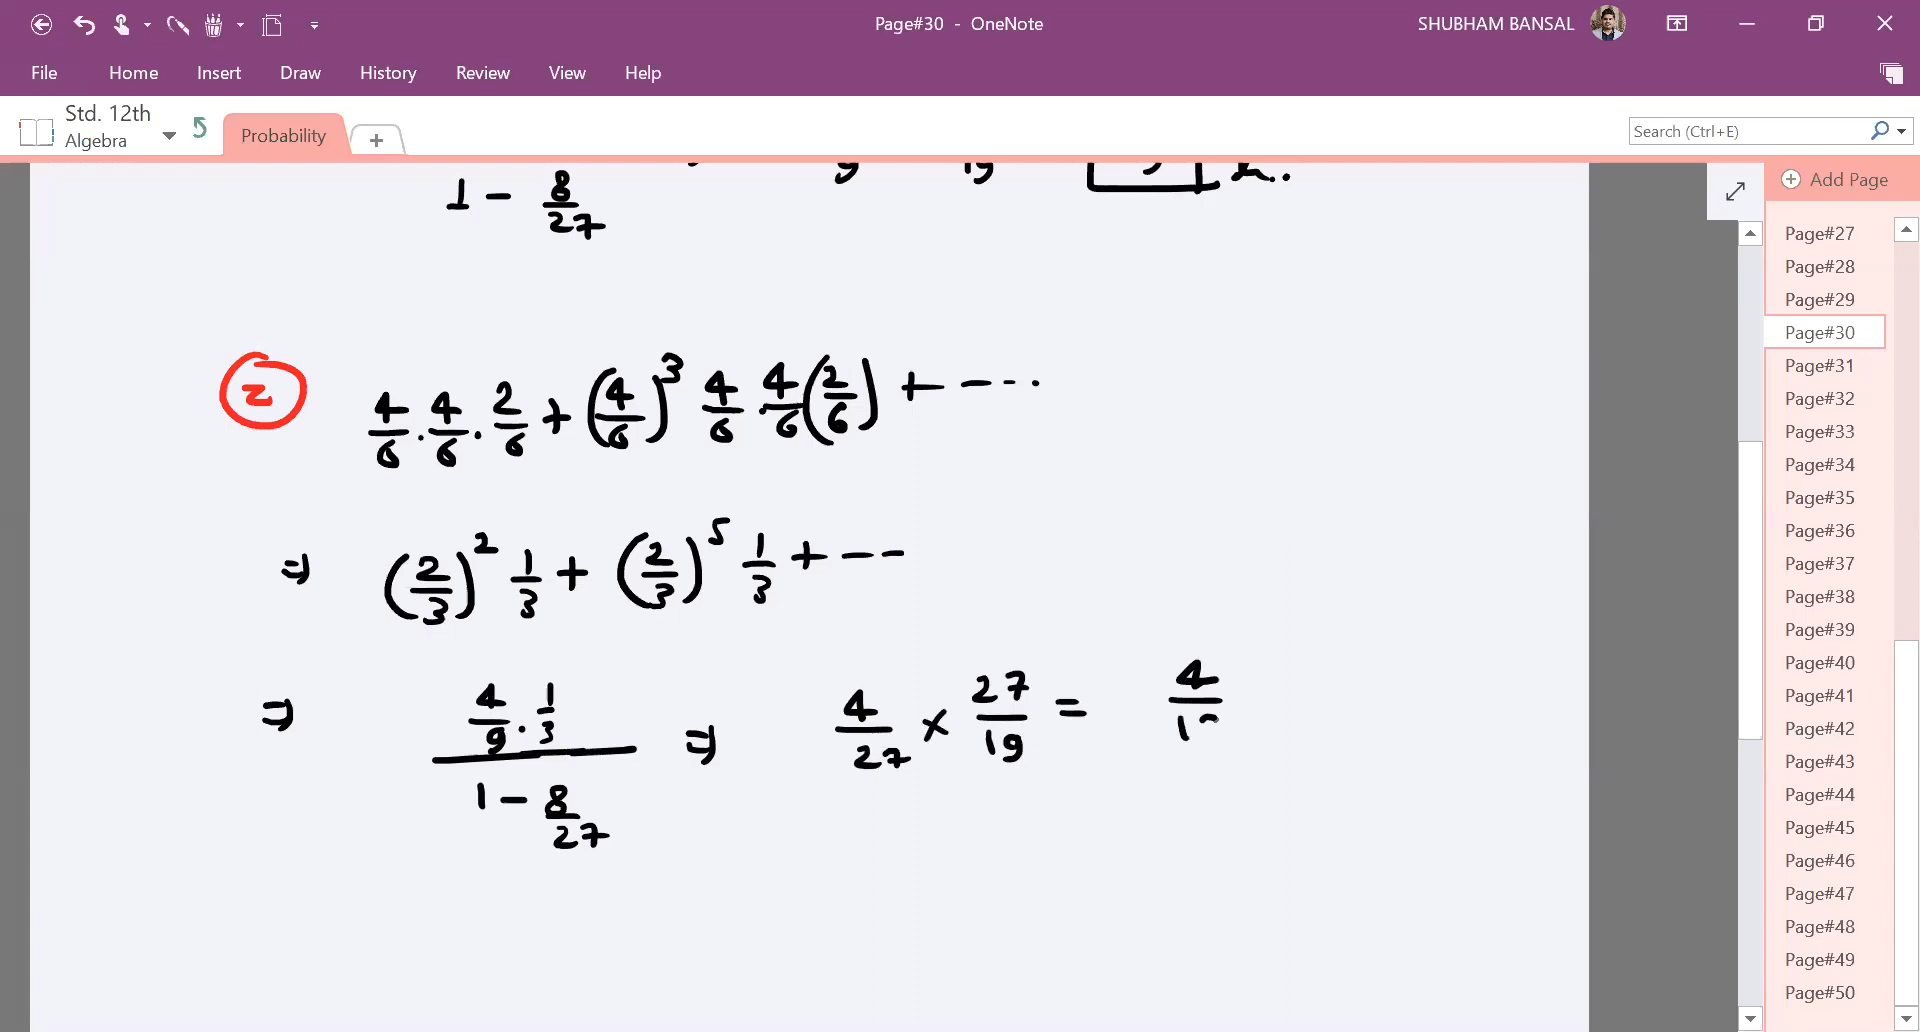 Page#30 - OneNote
SHUBHAM BANSAL
File Home Insert Draw History Review View Help
Std. 12th
Algebra
Probability
+
Search (Ctrl+E)
Add Page
Page#27
Page#28
Page#29
Page#30
Page#31
Page#32
Page#33
Page#34
Page#35
Page#36
Page#37
Page#38
Page#39
Page#40
Page#41
Page#42
Page#43
Page#44
Page#45
Page#46
Page#47
Page#48
Page#49
Page#50
1 - 8/27
2
4/6 . 4/6 . 2/6 + (4/6)^3 4/6 . 4/6 (2/6) + ----
⇒ (2/3)^2 1/3 + (2/3)^5 1/3 + --
⇒ (4/9 . 1/3)/(1 - 8/27) ⇒ 4/27 × 27/19 = 4/